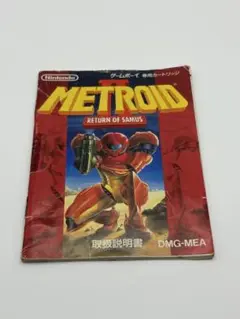 Nintendo
ゲームボーイ 専用カートリッジ
METROID II
RETURN OF SAMUS
取扱説明書
DMG-MEA